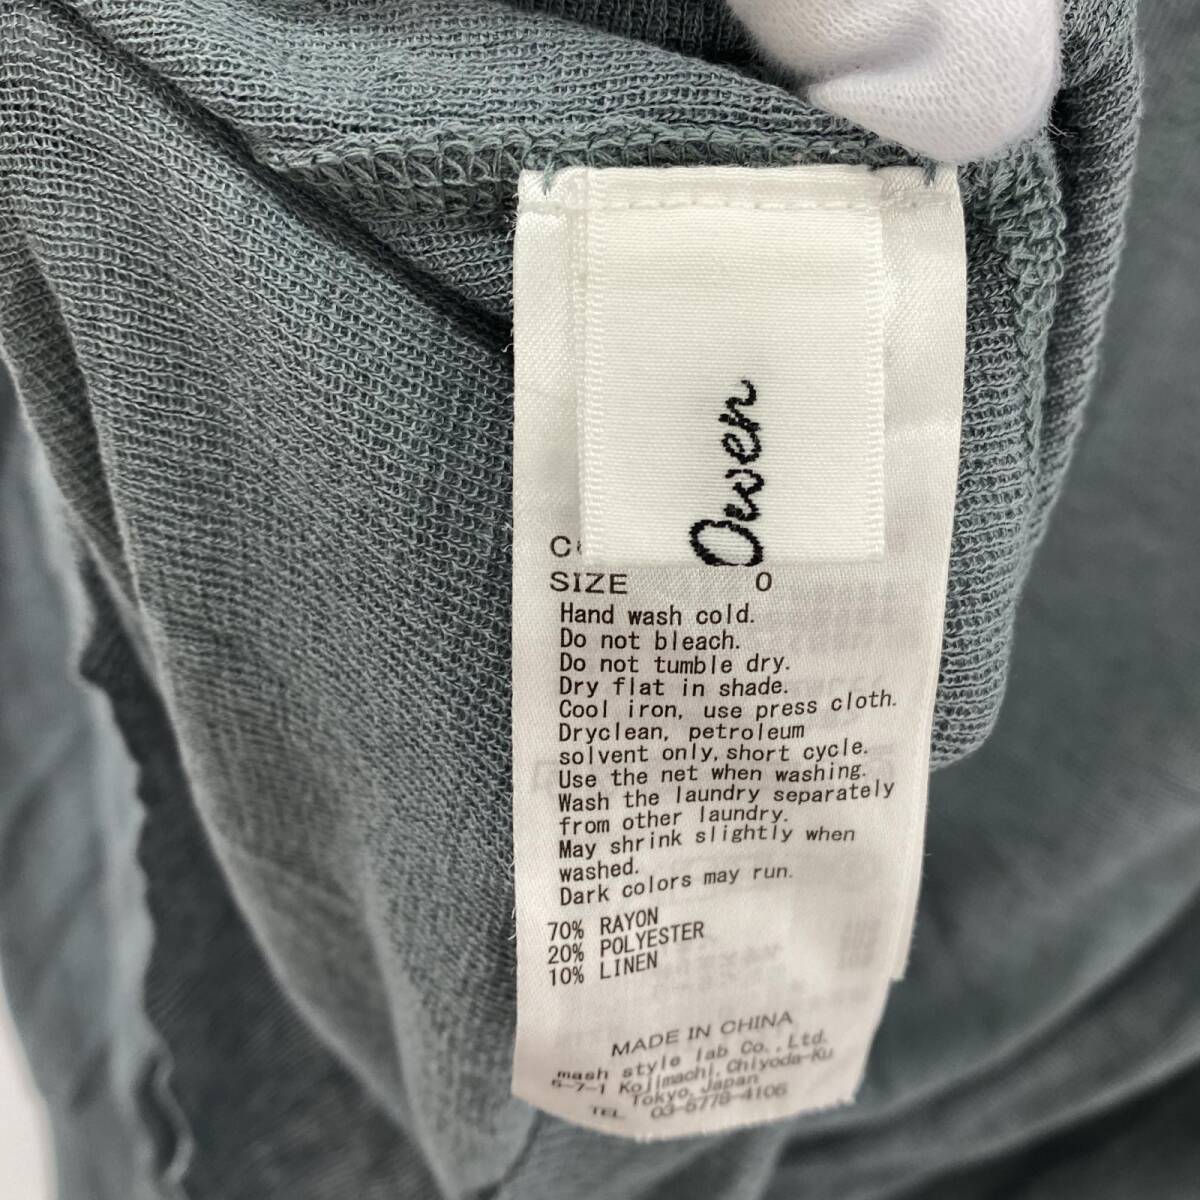 Owen
SIZE 0
Hand wash cold.
Do not bleach.
Do not tumble dry.
Dry flat in shade.
Cool iron, use press cloth.
Dryclean, petroleum
solvent only, short cycle.
Use the net when washing.
Wash the laundry separately
from other laundry.
May shrink slightly when
washed.
Dark colors may run.
70% RAYON
20% POLYESTER
10% LINEN
MADE IN CHINA
mash style lab Co.,Ltd.
5-7-1 Kojimachi, Chiyoda-Ku
Tokyo, Japan
TEL 03-5778-4106